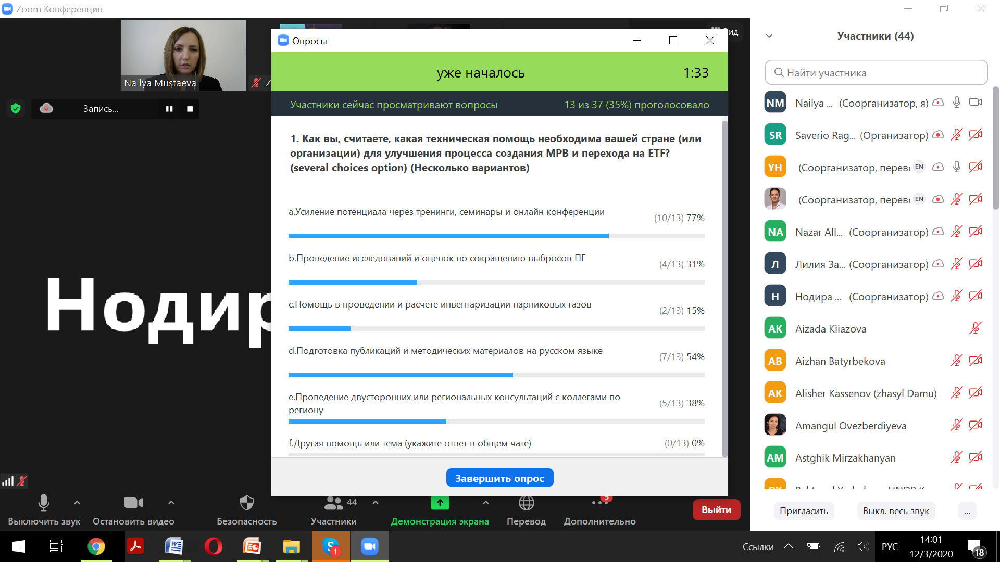 Zoom Конференция
Nailya Mustaeva
Z
Запись...
Нодир
Опросы
уже началось
1:33
Участники сейчас просматривают вопросы
13 из 37 (35%) проголосовало
1. Как вы, считаете, какая техническая помощь необходима вашей стране (или
организации) для улучшения процесса создания МРВ и перехода на ETF?
(several choices option) (Несколько вариантов)
a.Усиление потенциала через тренинги, семинары и онлайн конференции
(10/13) 77%
b.Проведение исследований и оценок по сокращению выбросов ПГ
(4/13) 31%
c.Помощь в проведении и расчете инвентаризации парниковых газов
(2/13) 15%
d.Подготовка публикаций и методических материалов на русском языке
(7/13) 54%
e.Проведение двусторонних или региональных консультаций с коллегами по
региону
(5/13) 38%
f.Другая помощь или тема (укажите ответ в общем чате)
(0/13) 0%
Завершить опрос
ид
Участники (44)
Найти участника
NM Nailya ... (Соорганизатор, я)
SR Saverio Rag... (Организатор)
YH (Соорганизатор, перев EN
(Соорганизатор, перев EN
NA Nazar All... (Соорганизатор)
Л Лилия За... (Соорганизатор)
Н Нодира ... (Соорганизатор)
AK Aizada Kiiazova
AB Aizhan Batyrbekova
AK Alisher Kassenov (zhasyl Damu)
Amangul Ovezberdiyeva
AM Astghik Mirzakhanyan
Пригласить
Выкл. весь звук
...
Выключить звук
Остановить видео
Безопасность
44
Участники
Демонстрация экрана
Перевод
3
Дополнительно
Выйти
1
Ссылки
РУС
14:01
12/3/2020
18